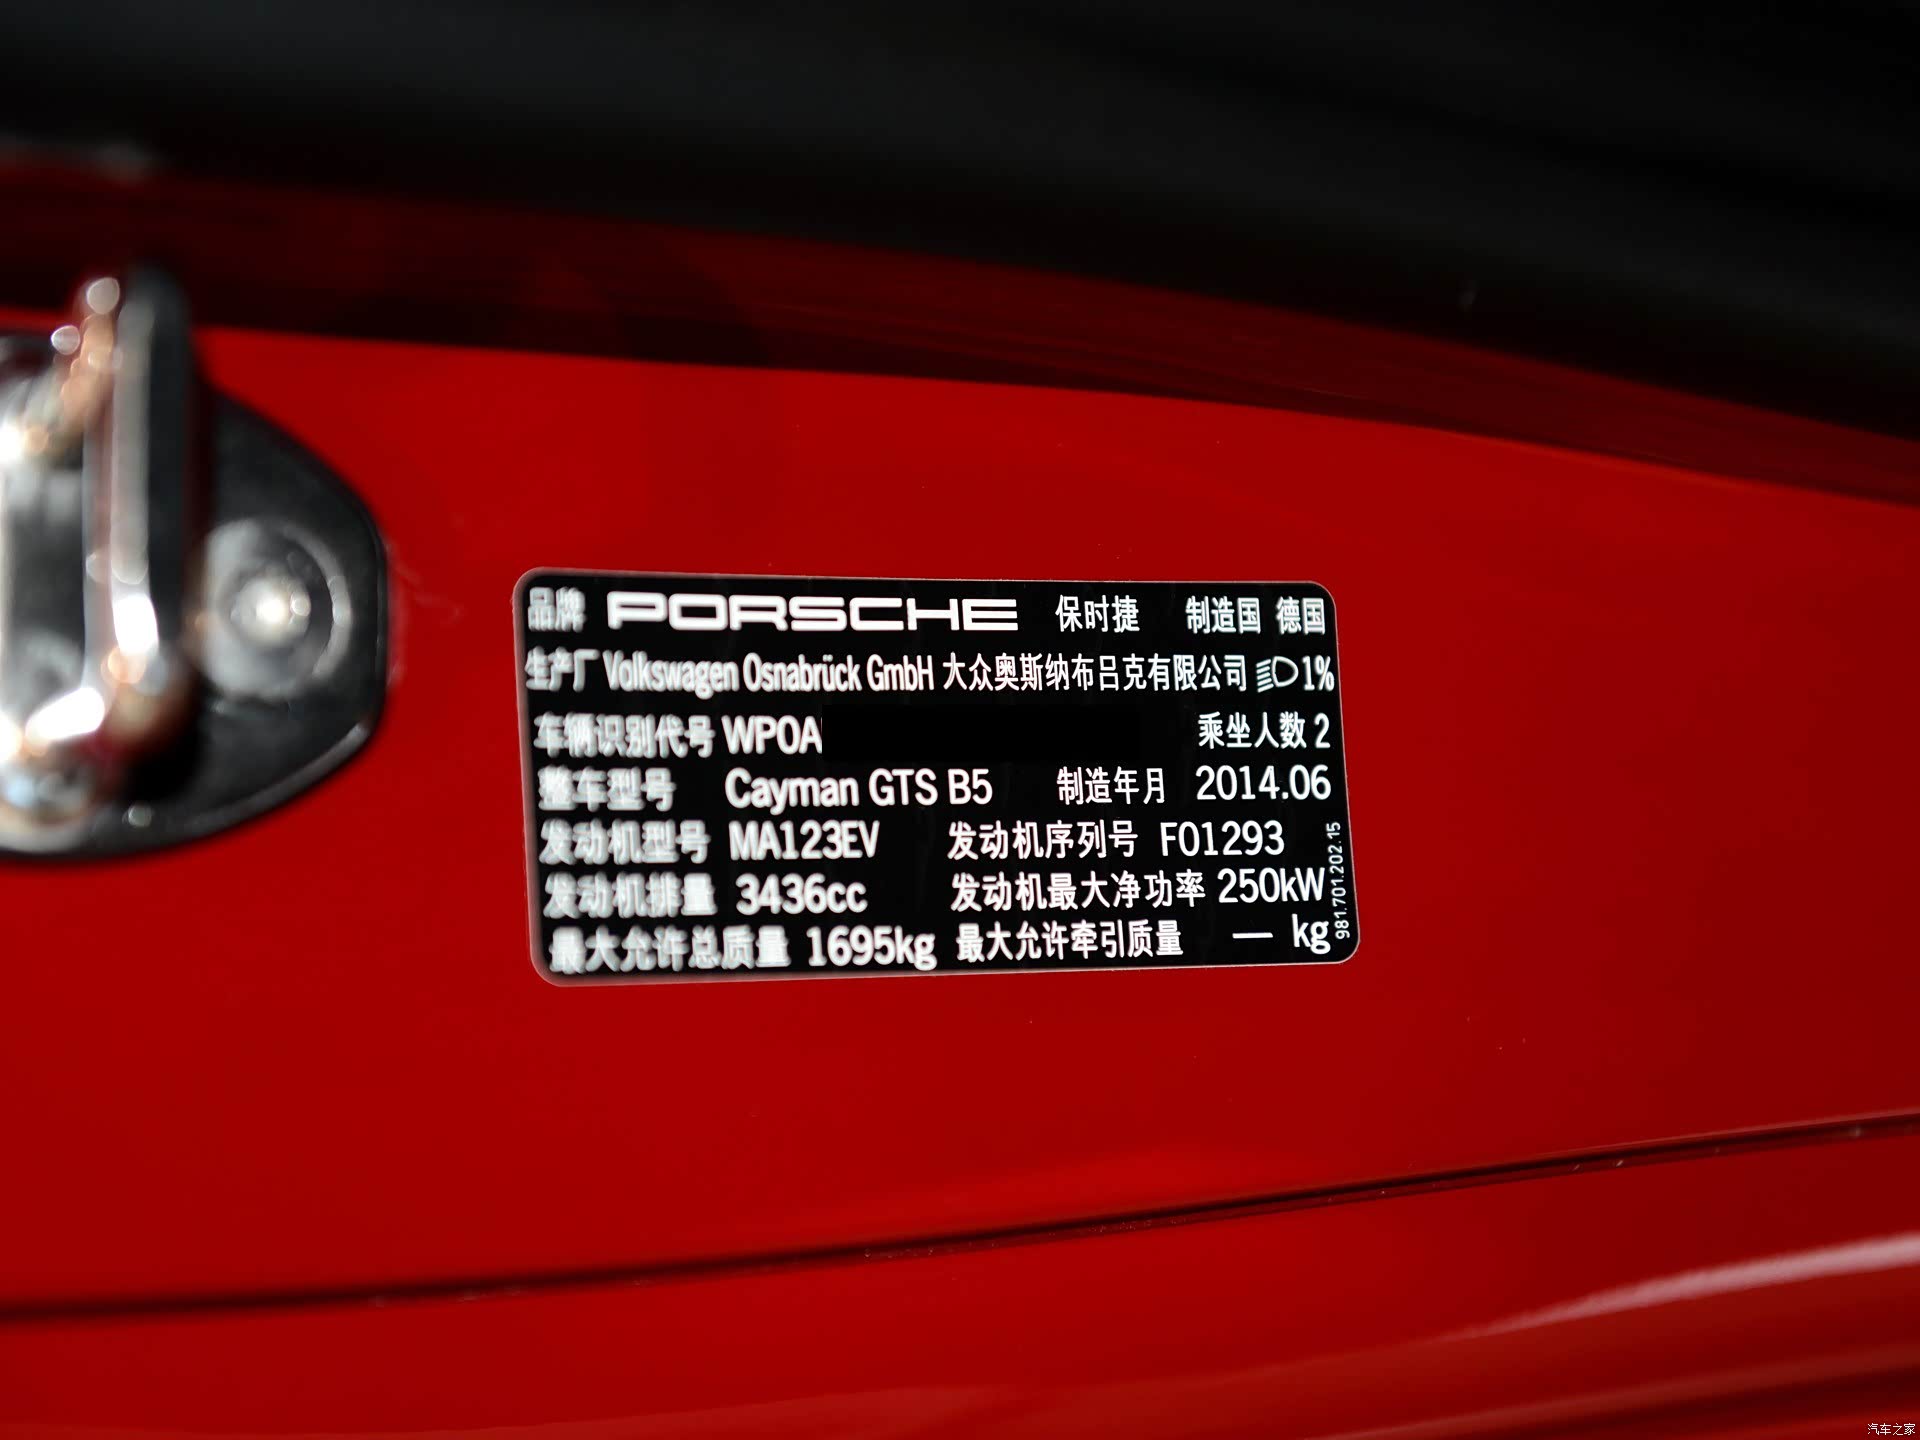 品牌 PORSCHE 保时捷 制造国 德国
生产厂 Volkswagen Osnabrück GmbH 大众奥斯纳布吕克有限公司 1%
车辆识别代号 WP0A 乘坐人数 2
整车型号 Cayman GTS B5 制造年月 2014.06
发动机型号 MA123EV 发动机序列号 F01293
发动机排量 3436cc 发动机最大净功率 250kW
最大允许总质量 1695kg 最大允许牵引质量 — kg
981.701.202.15
汽车之家